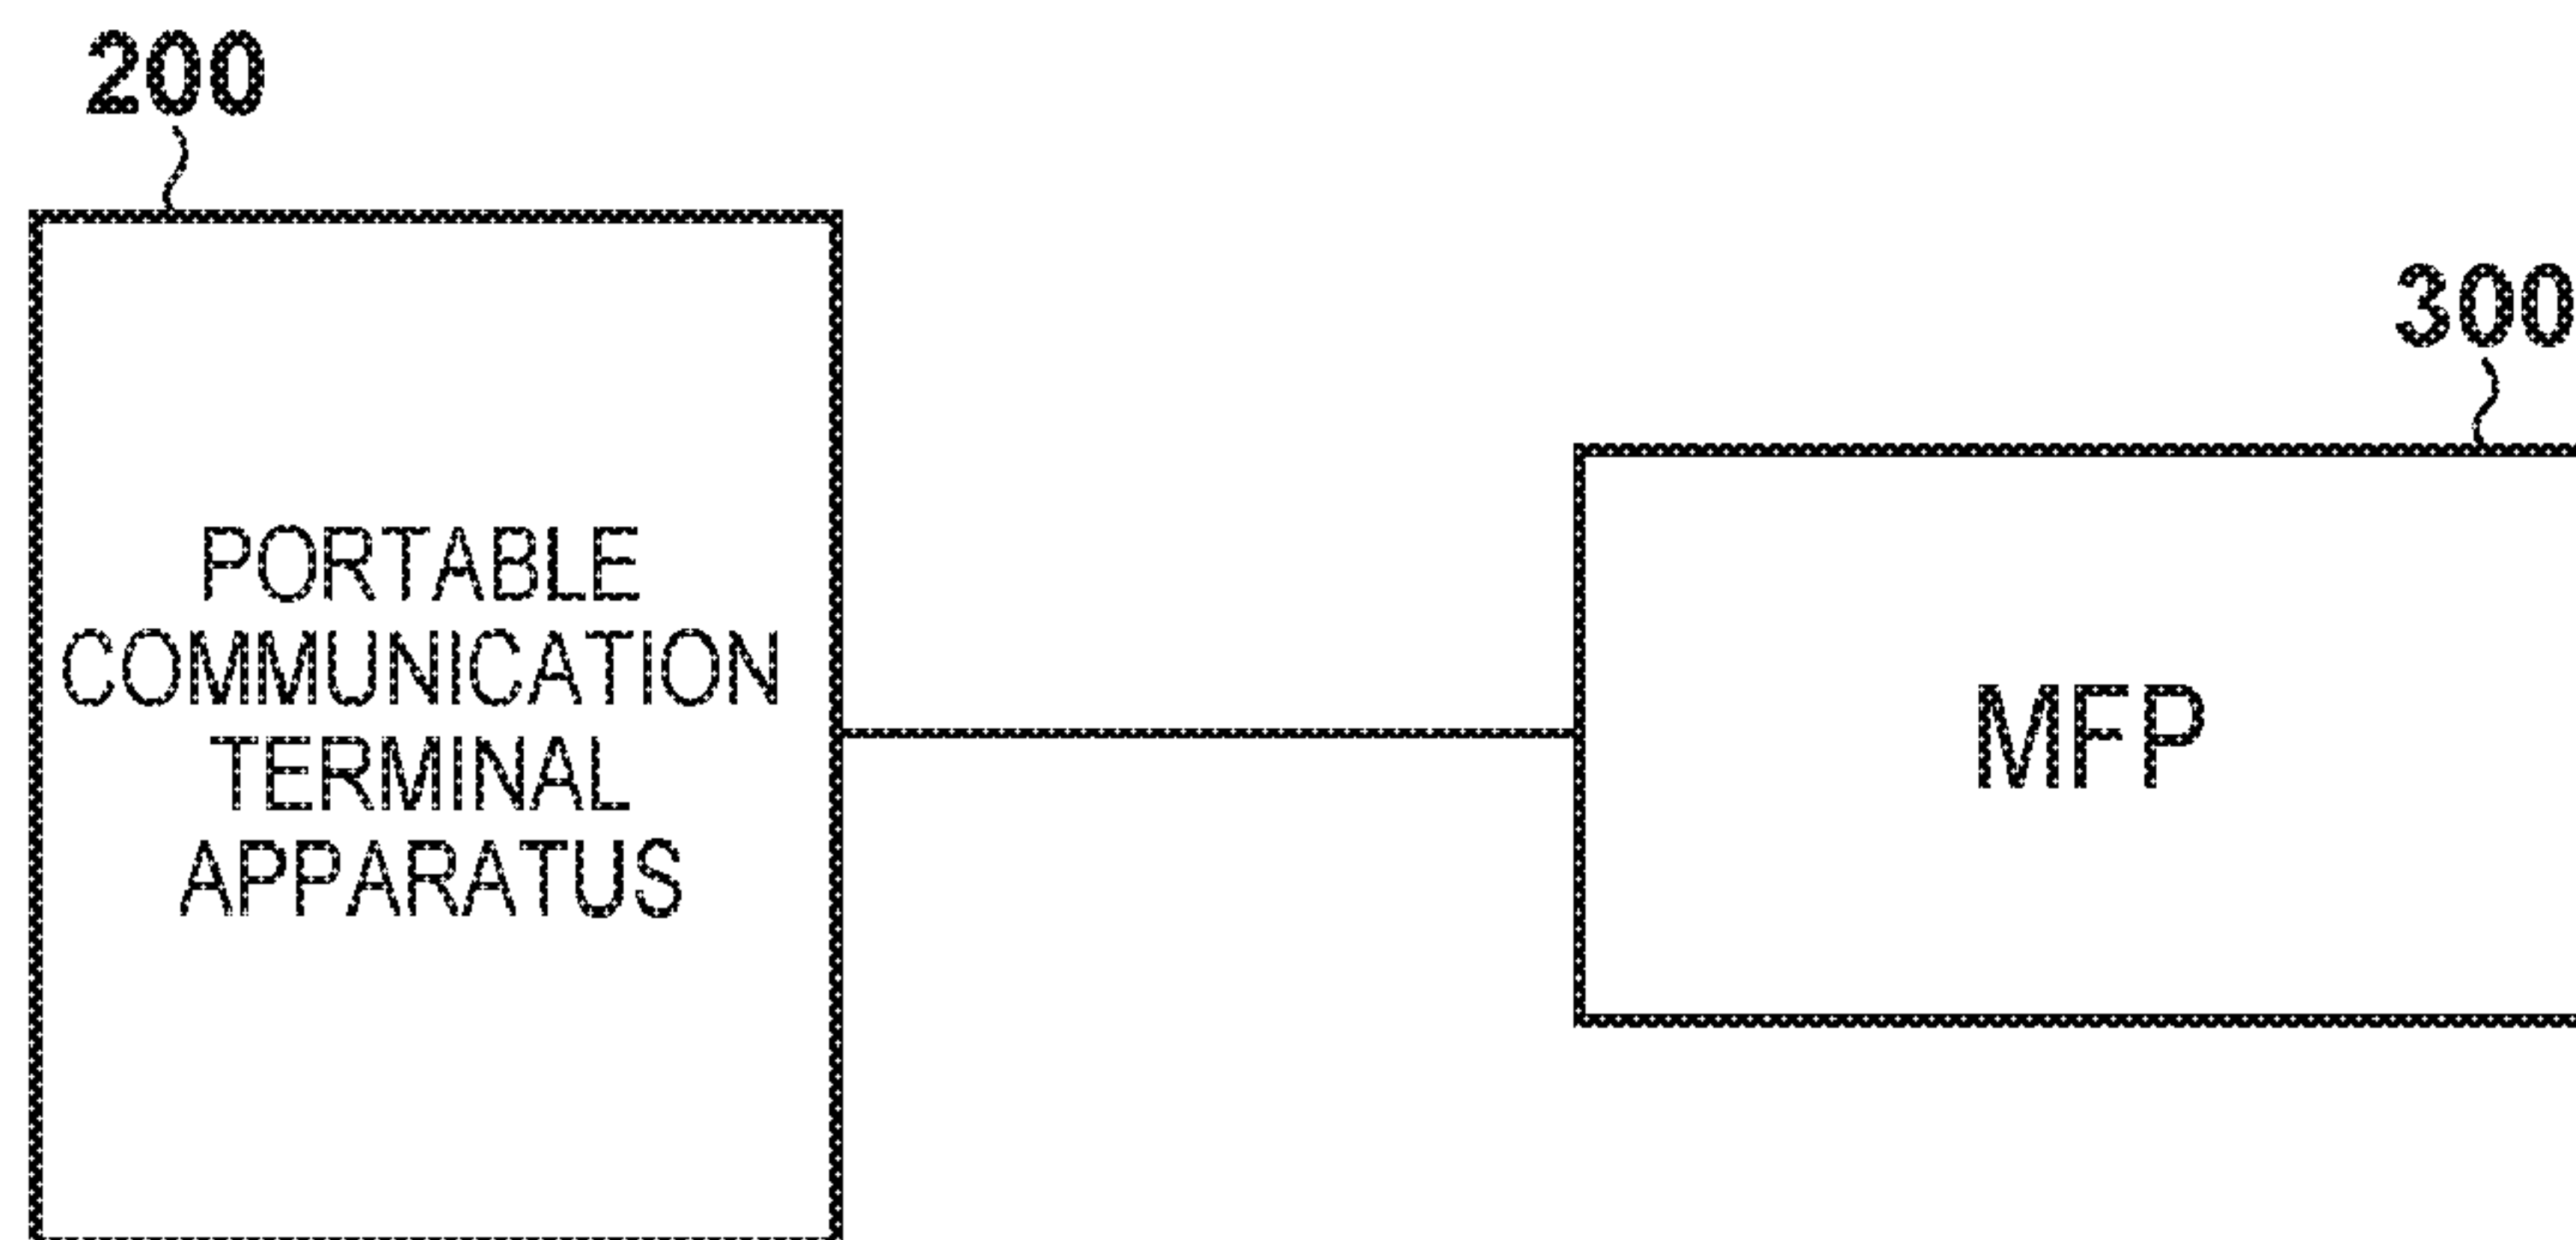 200
300
PORTABLE
COMMUNICATION
TERMINAL
APPARATUS
MFP